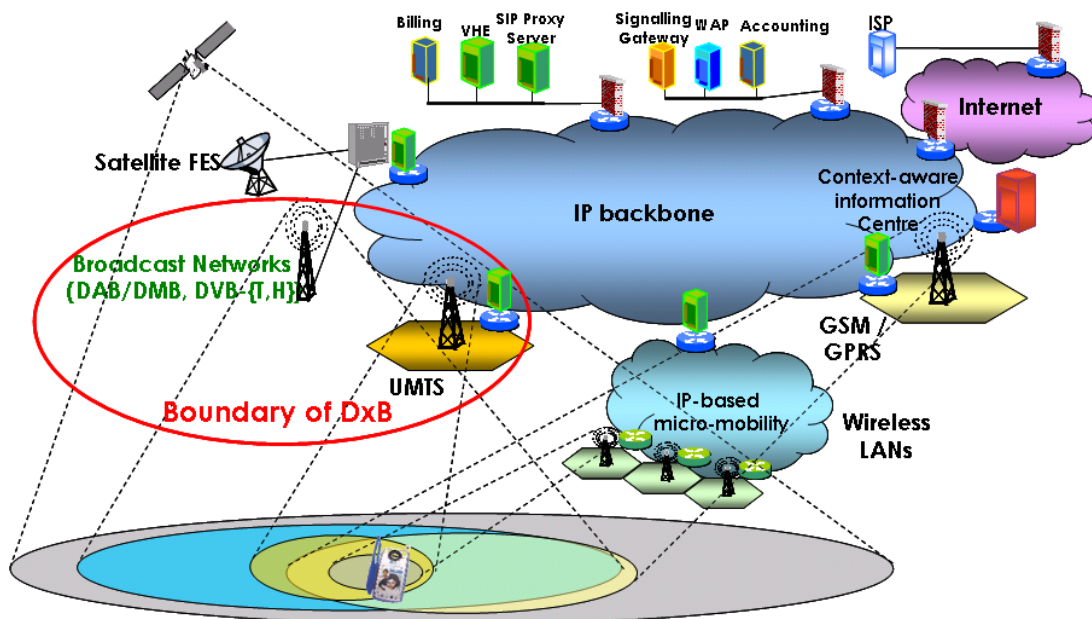 Billing
VHE
SIP Proxy
Server
Signalling
Gateway
WAP
Accounting
ISP
Internet
Satellite FES
IP backbone
Context-aware
information
Centre
Broadcast Networks
(DAB/DMB, DVB-{T,H})
UMTS
Boundary of DxB
GSM /
GPRS
IP-based
micro-mobility
Wireless
LANs